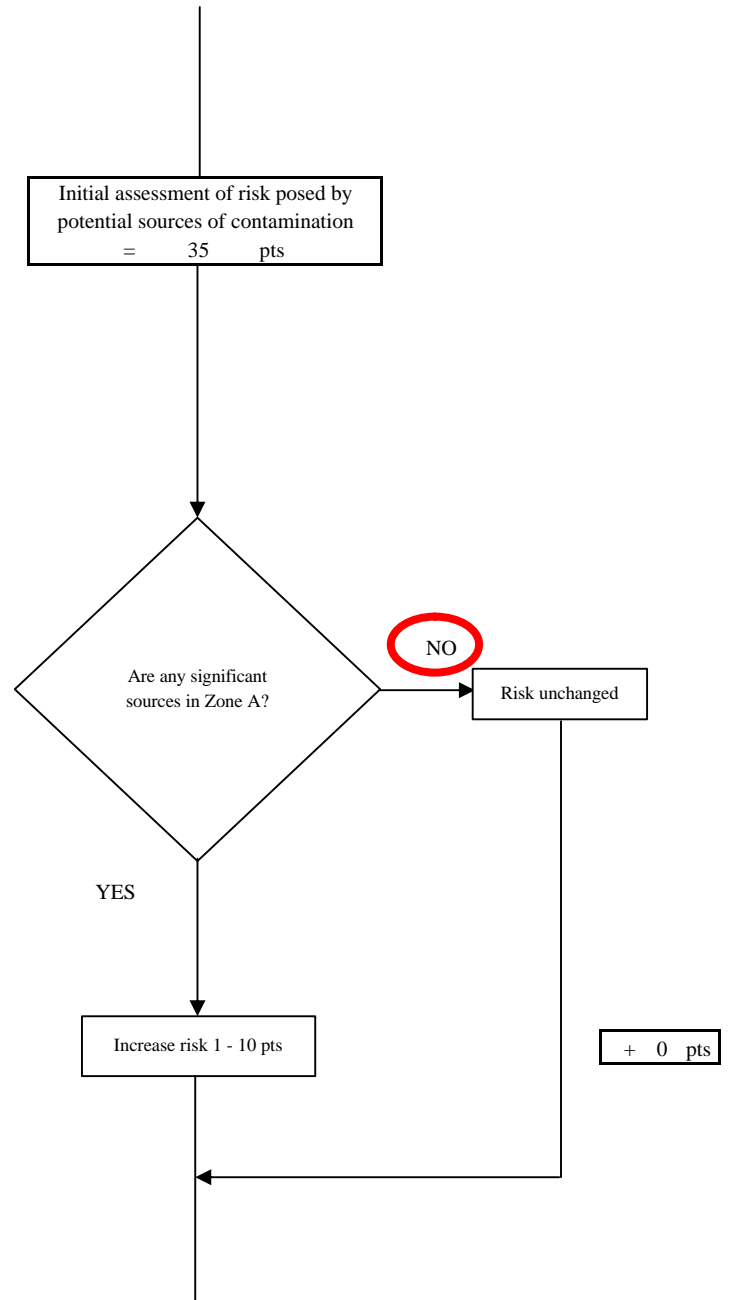 Initial assessment of risk posed by
potential sources of contamination
= 35 pts
NO
Are any significant
sources in Zone A?
Risk unchanged
YES
Increase risk 1 - 10 pts
+ 0 pts